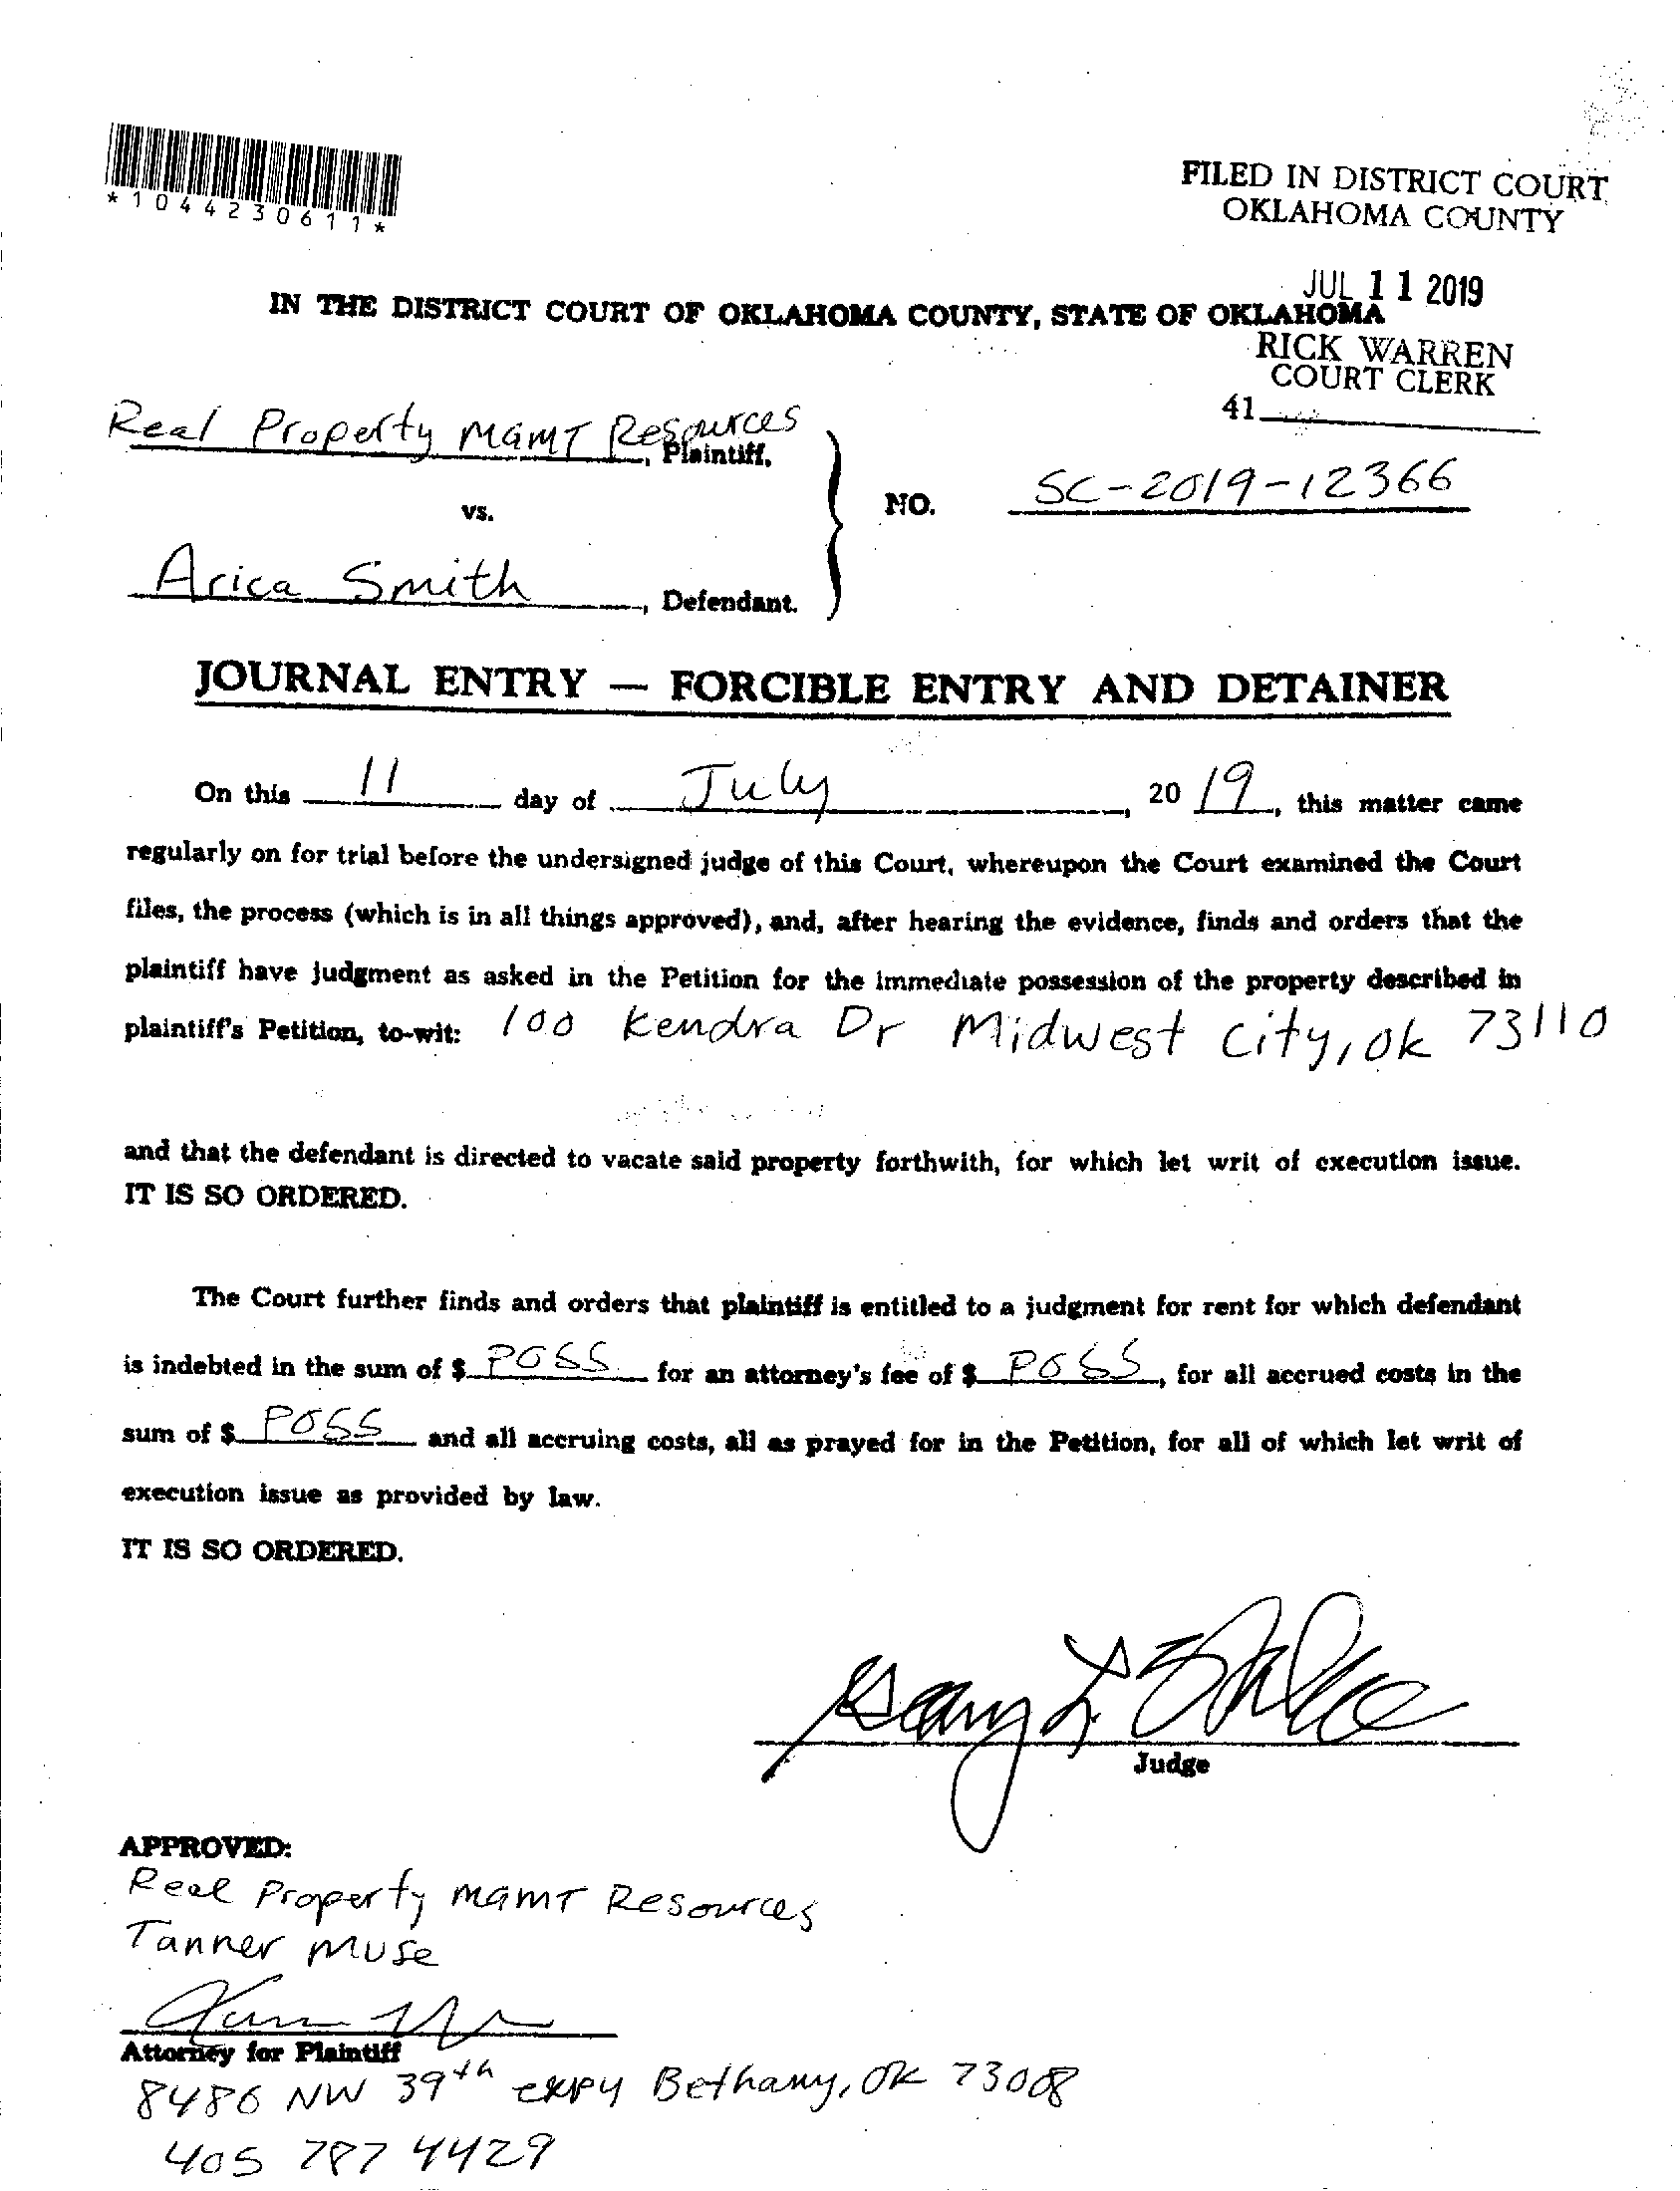 *1044230611*
FILED IN DISTRICT COURT
OKLAHOMA COUNTY
JUL 11 2019
IN THE DISTRICT COURT OF OKLAHOMA COUNTY, STATE OF OKLAHOMA
RICK WARREN
COURT CLERK
41
Real Property MGMT Resources
, Plaintiff,
vs.
NO. SC-2019-12366
Arica Smith, Defendant.
JOURNAL ENTRY — FORCIBLE ENTRY AND DETAINER
On this 11 day of July, 2019, this matter came
regularly on for trial before the undersigned judge of this Court, whereupon the Court examined the Court
files, the process (which is in all things approved), and, after hearing the evidence, finds and orders that the
plaintiff have judgment as asked in the Petition for the immediate possession of the property described in
plaintiff's Petition, to-wit: 100 Kendra Dr Midwest City, OK 73110
and that the defendant is directed to vacate said property forthwith, for which let writ of execution issue.
IT IS SO ORDERED.
The Court further finds and orders that plaintiff is entitled to a judgment for rent for which defendant
is indebted in the sum of $ POSS for an attorney's fee of $ POSS, for all accrued costs in the
sum of $ POSS and all accruing costs, all as prayed for in the Petition, for all of which let writ of
execution issue as provided by law.
IT IS SO ORDERED.
Judge
APPROVED:
Real Property MGMT Resources
Tanner Muse
Attorney for Plaintiff
8486 NW 39th expy Bethany, OK 73008
405 787 4429